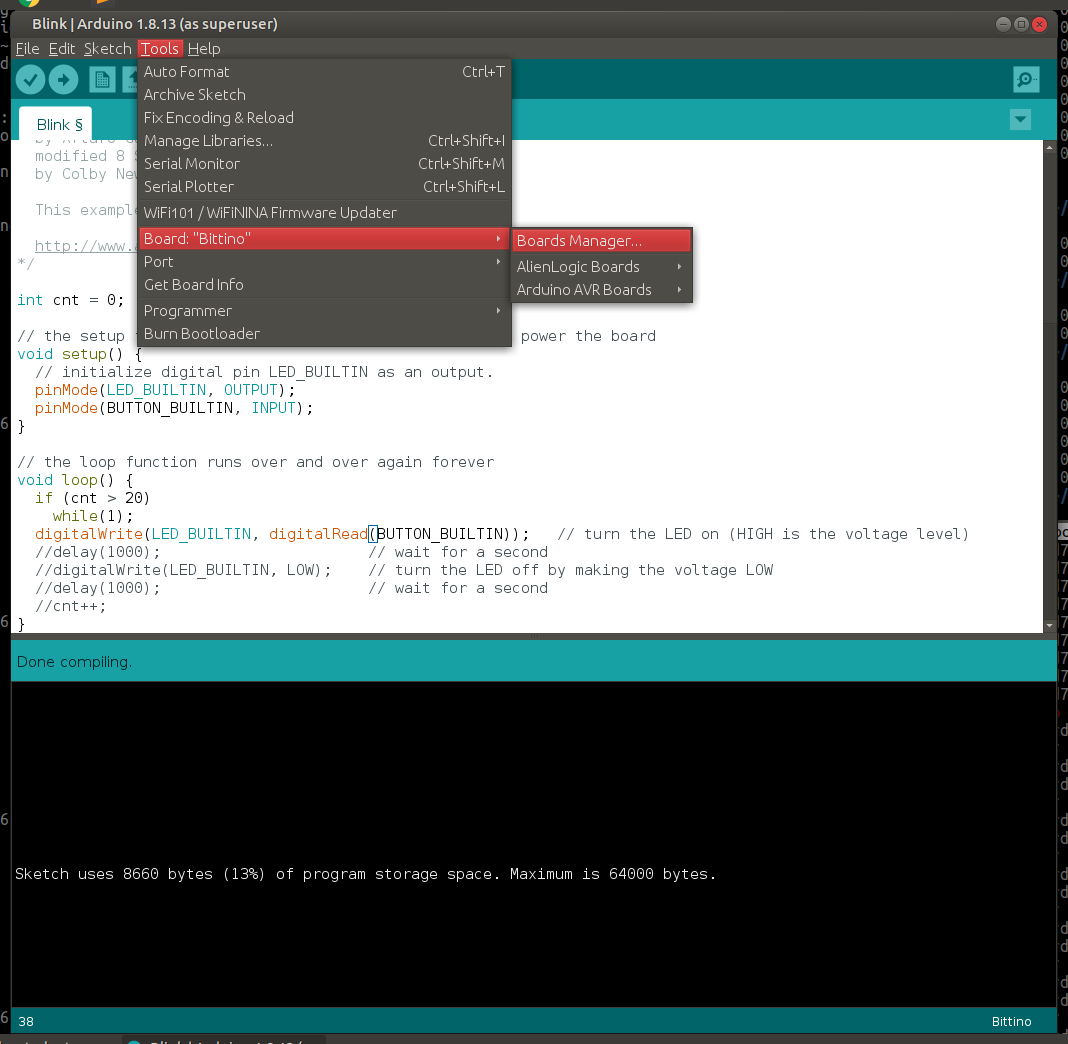 Blink | Arduino 1.8.13 (as superuser)
File Edit Sketch Tools Help
Auto Format Ctrl+T
Archive Sketch
Fix Encoding & Reload
Manage Libraries... Ctrl+Shift+I
Serial Monitor Ctrl+Shift+M
Serial Plotter Ctrl+Shift+L
WiFi101 / WiFiNINA Firmware Updater
Board: "Bittino"
Port
Get Board Info
Programmer
Burn Bootloader
Boards Manager...
AlienLogic Boards
Arduino AVR Boards
Blink §
modified 8
by Colby New
This example
http://www.a
*/
int cnt = 0;
// the setup power the board
void setup() {
// initialize digital pin LED_BUILTIN as an output.
pinMode(LED_BUILTIN, OUTPUT);
pinMode(BUTTON_BUILTIN, INPUT);
}
// the loop function runs over and over again forever
void loop() {
if (cnt > 20)
while(1);
digitalWrite(LED_BUILTIN, digitalRead(BUTTON_BUILTIN)); // turn the LED on (HIGH is the voltage level)
//delay(1000); // wait for a second
//digitalWrite(LED_BUILTIN, LOW); // turn the LED off by making the voltage LOW
//delay(1000); // wait for a second
//cnt++;
}
Done compiling.
Sketch uses 8660 bytes (13%) of program storage space. Maximum is 64000 bytes.
38 Bittino